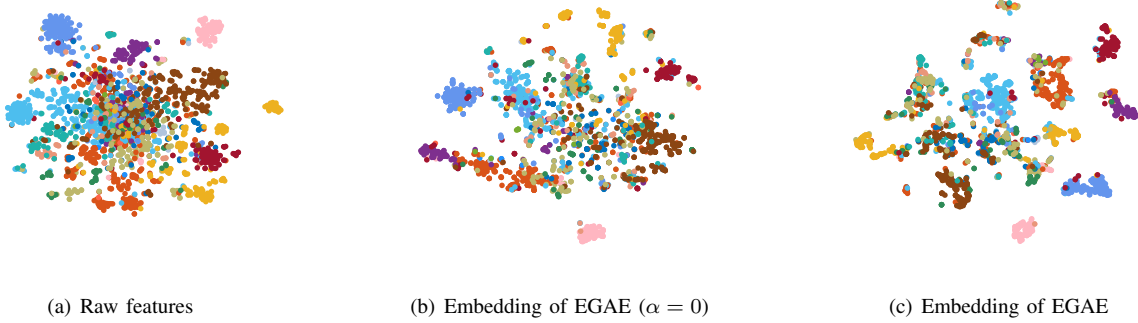 (a) Raw features
(b) Embedding of EGAE (α = 0)
(c) Embedding of EGAE